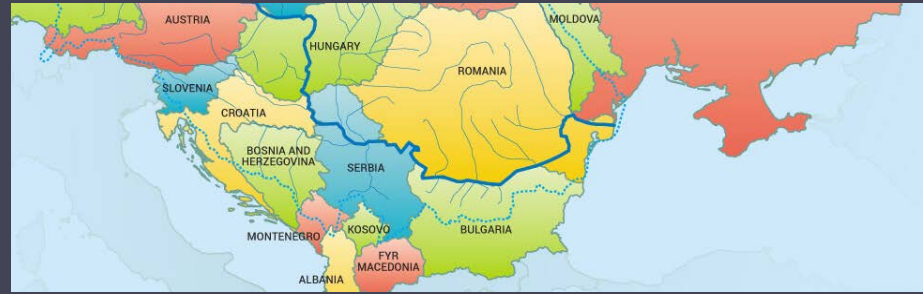 AUSTRIA
MOLDOVA
HUNGARY
ROMANIA
SLOVENIA
CROATIA
BOSNIA AND
HERZEGOVINA
SERBIA
MONTENEGRO
KOSOVO
BULGARIA
FYR
MACEDONIA
ALBANIA